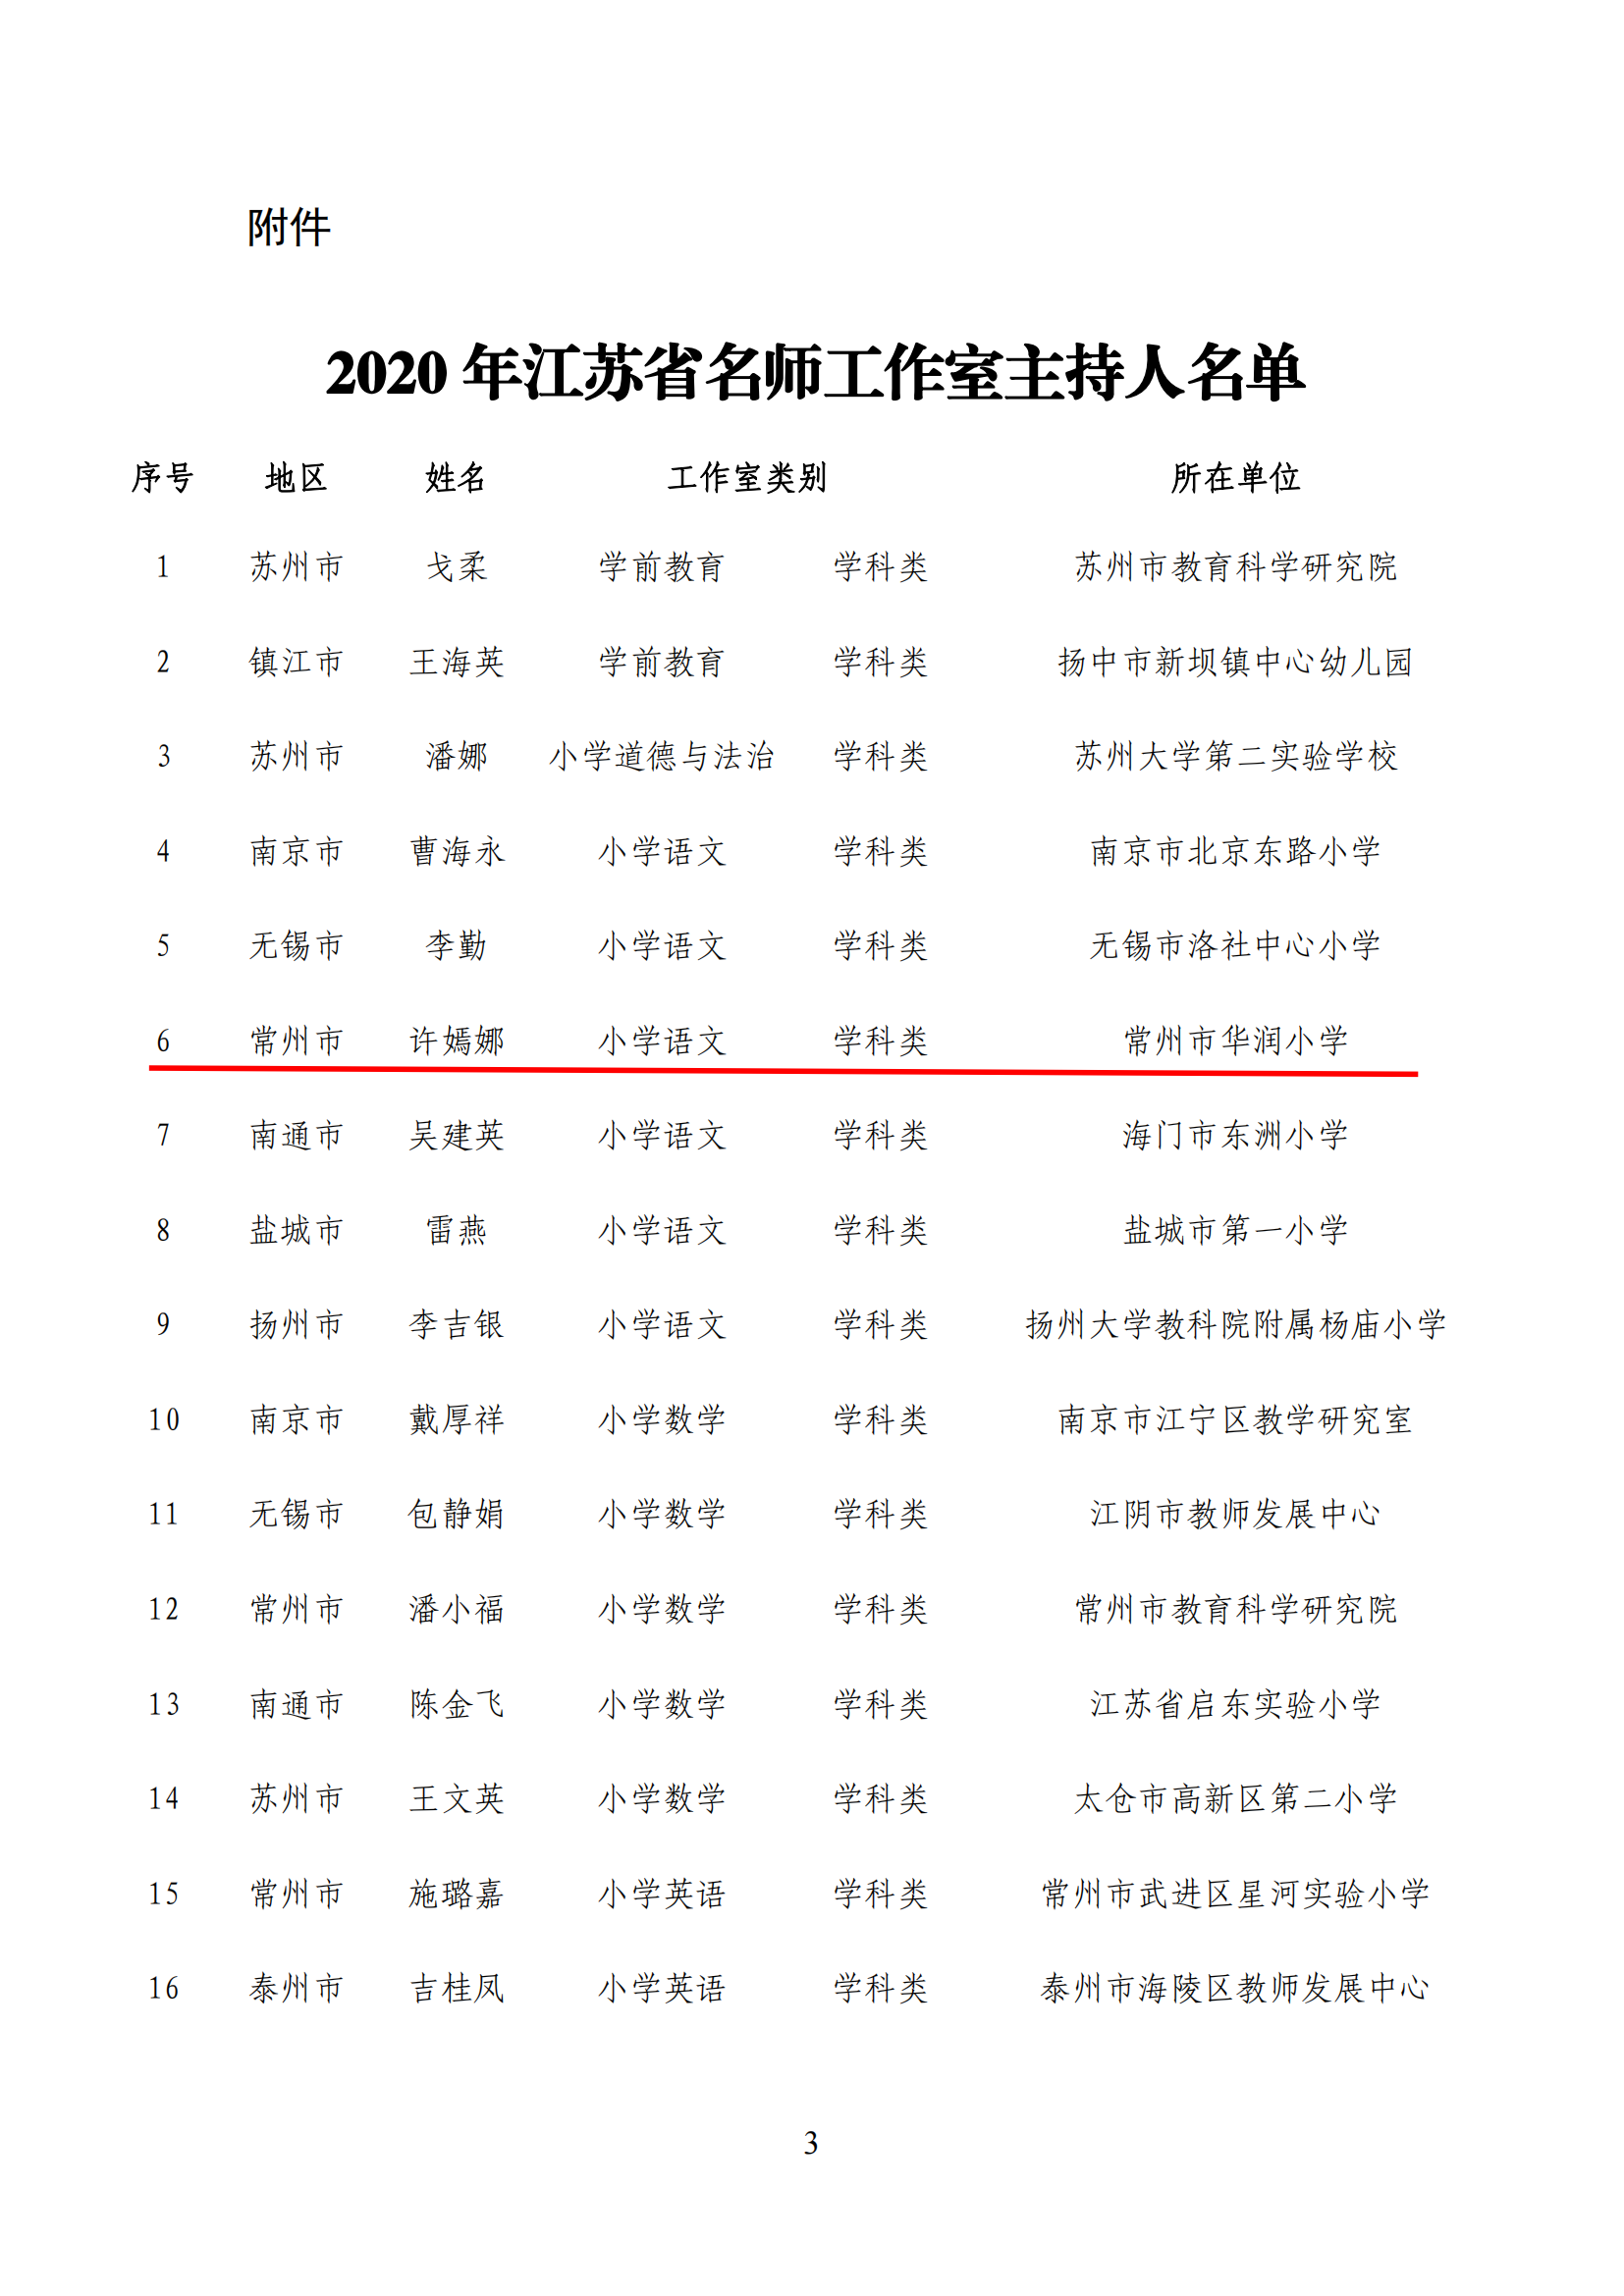 附件
2020 年江苏省名师工作室主持人名单
序号 地区 姓名 工作室类别 所在单位
1 苏州市 戈柔 学前教育 学科类 苏州市教育科学研究院
2 镇江市 王海英 学前教育 学科类 扬中市新坝镇中心幼儿园
3 苏州市 潘娜 小学道德与法治 学科类 苏州大学第二实验学校
4 南京市 曹海永 小学语文 学科类 南京市北京东路小学
5 无锡市 李勤 小学语文 学科类 无锡市洛社中心小学
6 常州市 许嫣娜 小学语文 学科类 常州市华润小学
7 南通市 吴建英 小学语文 学科类 海门市东洲小学
8 盐城市 雷燕 小学语文 学科类 盐城市第一小学
9 扬州市 李吉银 小学语文 学科类 扬州大学教科院附属杨庙小学
10 南京市 戴厚祥 小学数学 学科类 南京市江宁区教学研究室
11 无锡市 包静娟 小学数学 学科类 江阴市教师发展中心
12 常州市 潘小福 小学数学 学科类 常州市教育科学研究院
13 南通市 陈金飞 小学数学 学科类 江苏省启东实验小学
14 苏州市 王文英 小学数学 学科类 太仓市高新区第二小学
15 常州市 施璐嘉 小学英语 学科类 常州市武进区星河实验小学
16 泰州市 吉桂凤 小学英语 学科类 泰州市海陵区教师发展中心
3